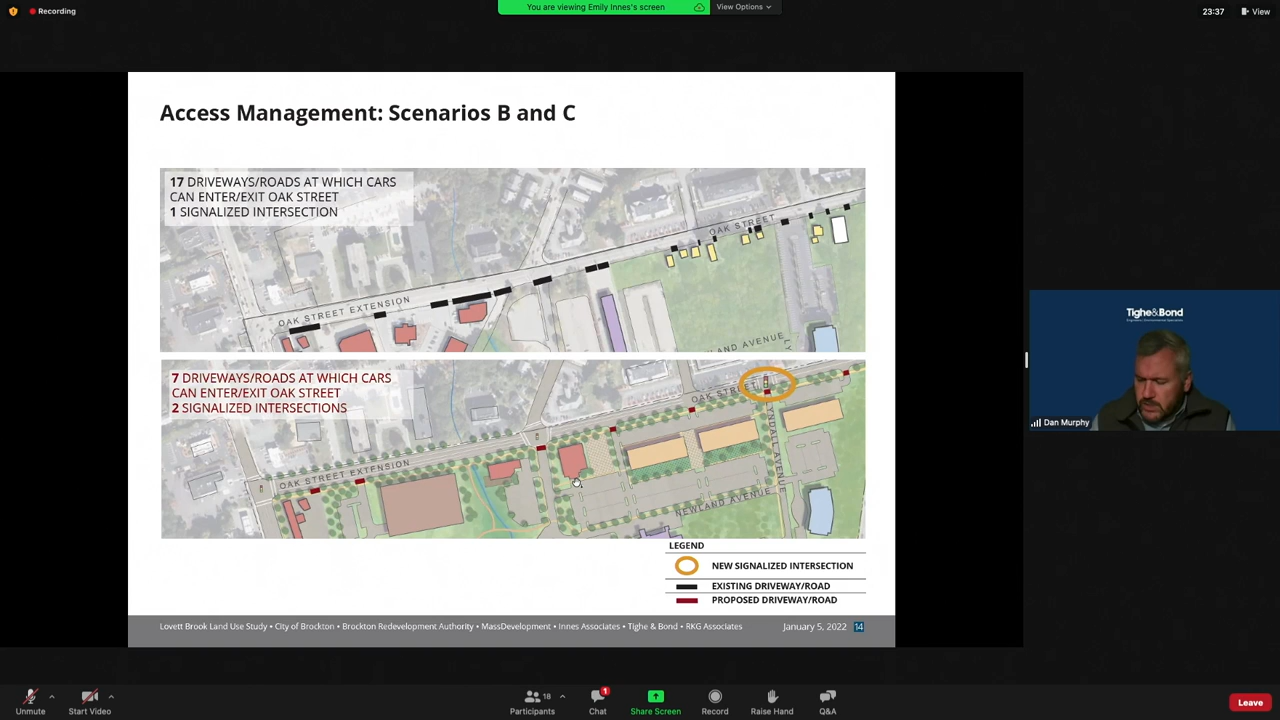 Recording
You are viewing Emily Innes's screen
View Options
23:37
View
Access Management: Scenarios B and C
17 DRIVEWAYS/ROADS AT WHICH CARS
CAN ENTER/EXIT OAK STREET
1 SIGNALIZED INTERSECTION
OAK STREET
OAK STREET EXTENSION
AVENUE
7 DRIVEWAYS/ROADS AT WHICH CARS
CAN ENTER/EXIT OAK STREET
2 SIGNALIZED INTERSECTIONS
OAK
OAK STREET EXTENSION
NEWLAND AVENUE
AVENUE
LEGEND
NEW SIGNALIZED INTERSECTION
EXISTING DRIVEWAY/ROAD
PROPOSED DRIVEWAY/ROAD
Lovett Brook Land Use Study • City of Brockton • Brockton Redevelopment Authority • MassDevelopment • Innes Associates • Tighe & Bond • RKG Associates
January 5, 2022 14
Tighe&Bond
Dan Murphy
Unmute
Start Video
Participants
18
Chat
1
Share Screen
Record
Raise Hand
Q&A
Leave